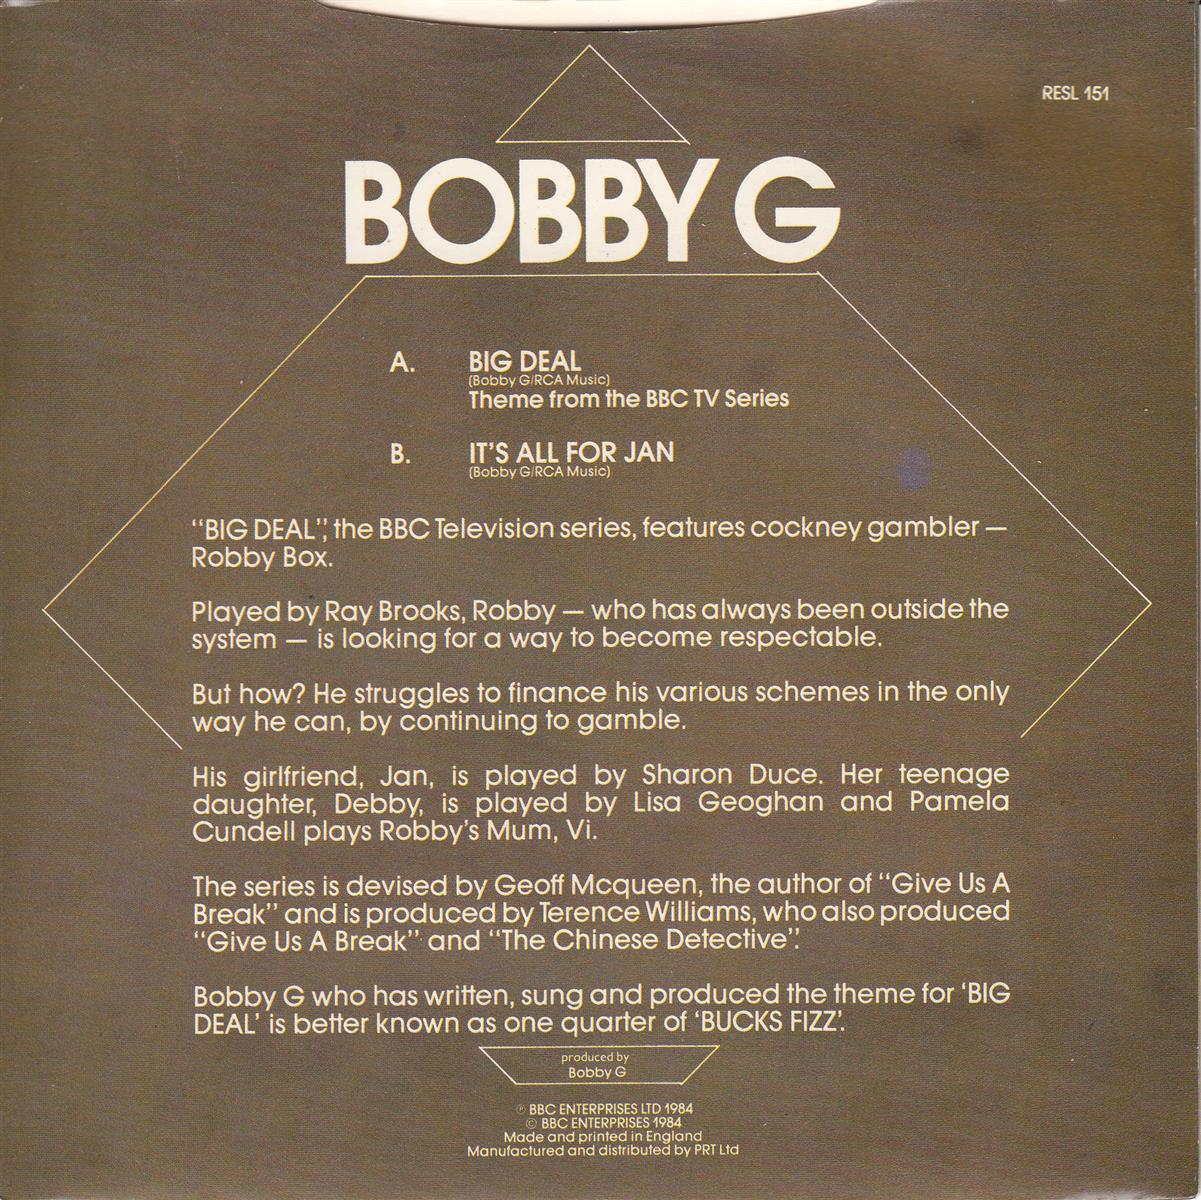 RESL 151
BOBBY G
A. BIG DEAL
(Bobby G/RCA Music)
Theme from the BBC TV Series
B. IT'S ALL FOR JAN
(Bobby G/RCA Music)
"BIG DEAL", the BBC Television series, features cockney gambler —
Robby Box.
Played by Ray Brooks, Robby — who has always been outside the
system — is looking for a way to become respectable.
But how? He struggles to finance his various schemes in the only
way he can, by continuing to gamble.
His girlfriend, Jan, is played by Sharon Duce. Her teenage
daughter, Debby, is played by Lisa Geoghan and Pamela
Cundell plays Robby's Mum, Vi.
The series is devised by Geoff Mcqueen, the author of "Give Us A
Break" and is produced by Terence Williams, who also produced
"Give Us A Break" and "The Chinese Detective".
Bobby G who has written, sung and produced the theme for 'BIG
DEAL' is better known as one quarter of 'BUCKS FIZZ'.
produced by
Bobby G
℗ BBC ENTERPRISES LTD 1984
© BBC ENTERPRISES 1984
Made and printed in England
Manufactured and distributed by PRT Ltd